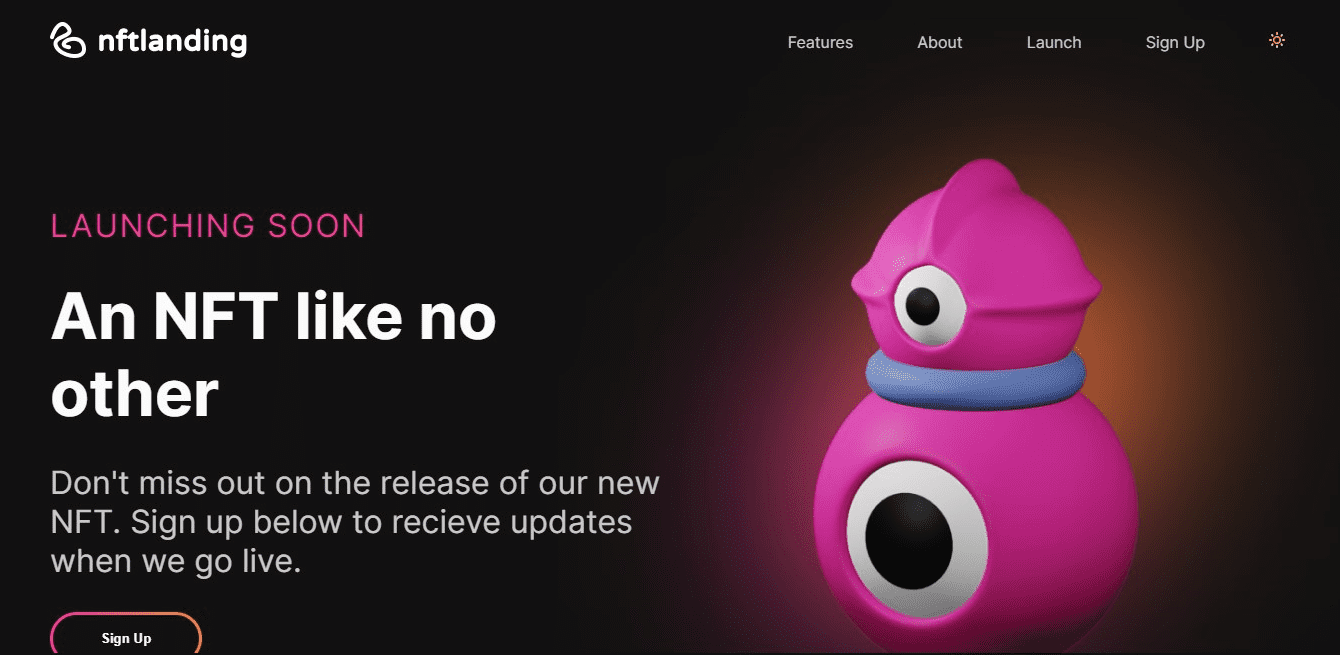 nftlanding
Features
About
Launch
Sign Up
LAUNCHING SOON
An NFT like no
other
Don't miss out on the release of our new
NFT. Sign up below to recieve updates
when we go live.
Sign Up